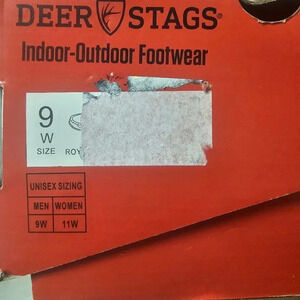 DEER STAGS®
Indoor-Outdoor Footwear
9
W
SIZE
UNISEX SIZING
MEN WOMEN
9W 11W